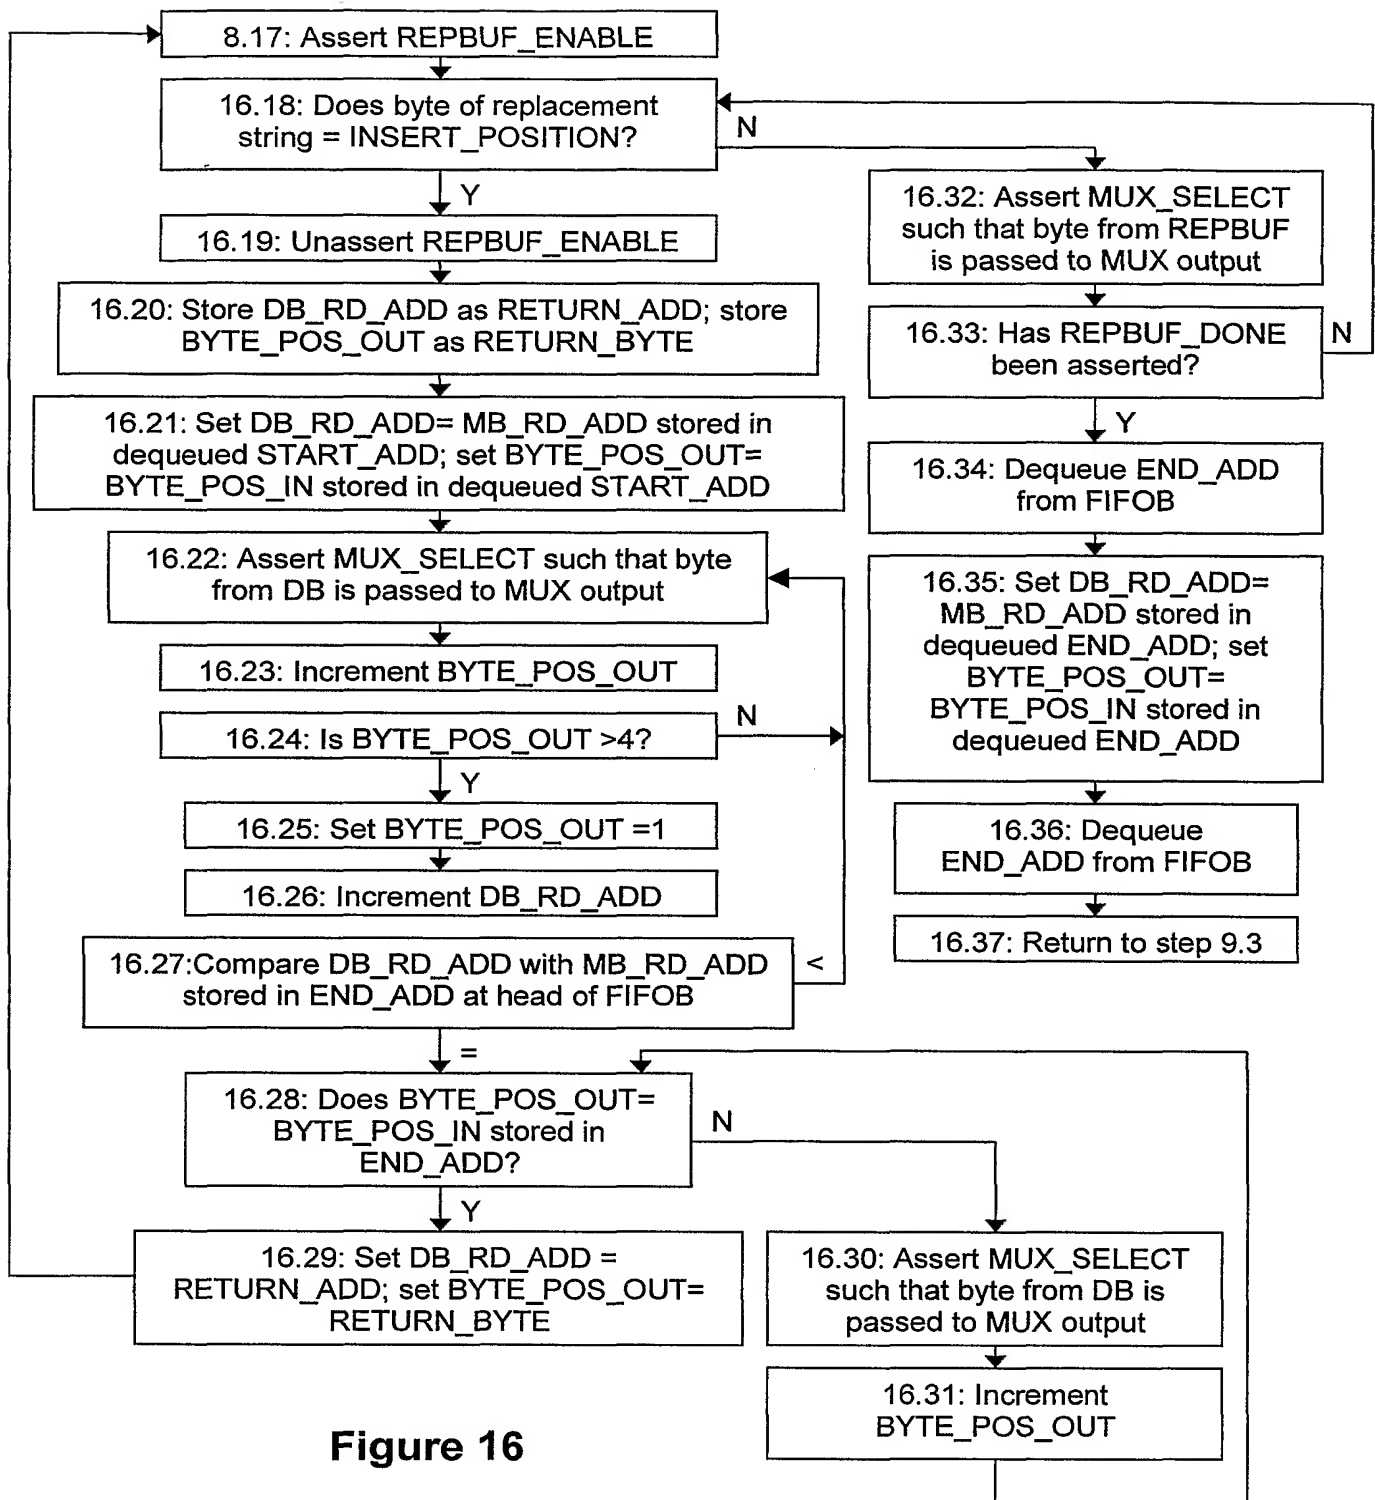 8.17: Assert REPBUF_ENABLE
16.18: Does byte of replacement
string = INSERT_POSITION?
N
Y
16.19: Unassert REPBUF_ENABLE
16.20: Store DB_RD_ADD as RETURN_ADD; store
BYTE_POS_OUT as RETURN_BYTE
16.21: Set DB_RD_ADD= MB_RD_ADD stored in
dequeued START_ADD; set BYTE_POS_OUT=
BYTE_POS_IN stored in dequeued START_ADD
16.22: Assert MUX_SELECT such that byte
from DB is passed to MUX output
16.23: Increment BYTE_POS_OUT
16.24: Is BYTE_POS_OUT >4?
N
Y
16.25: Set BYTE_POS_OUT =1
16.26: Increment DB_RD_ADD
16.27:Compare DB_RD_ADD with MB_RD_ADD
stored in END_ADD at head of FIFOB
<
=
16.28: Does BYTE_POS_OUT=
BYTE_POS_IN stored in
END_ADD?
N
Y
16.29: Set DB_RD_ADD =
RETURN_ADD; set BYTE_POS_OUT=
RETURN_BYTE
16.30: Assert MUX_SELECT
such that byte from DB is
passed to MUX output
16.31: Increment
BYTE_POS_OUT
16.32: Assert MUX_SELECT
such that byte from REPBUF
is passed to MUX output
16.33: Has REPBUF_DONE
been asserted?
N
Y
16.34: Dequeue END_ADD
from FIFOB
16.35: Set DB_RD_ADD=
MB_RD_ADD stored in
dequeued END_ADD; set
BYTE_POS_OUT=
BYTE_POS_IN stored in
dequeued END_ADD
16.36: Dequeue
END_ADD from FIFOB
16.37: Return to step 9.3
Figure 16